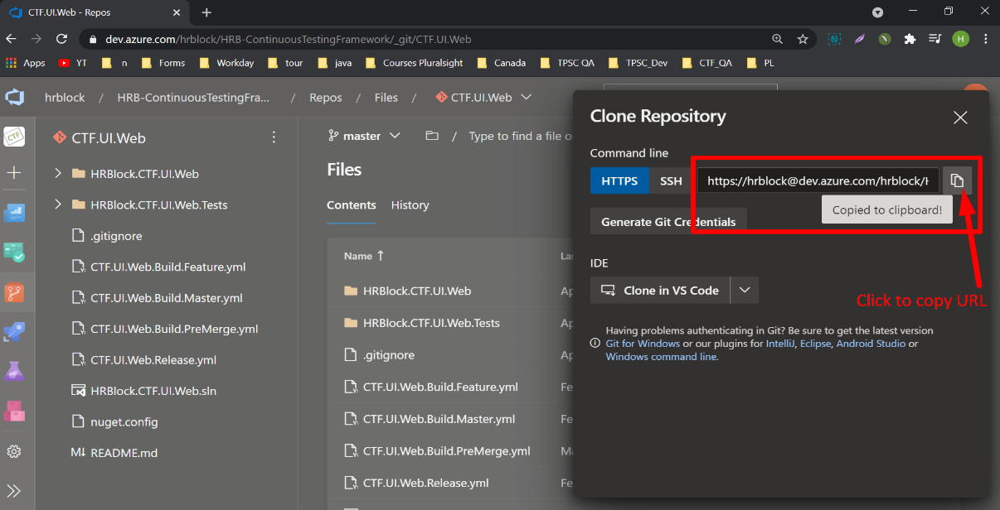 CTF.UI.Web - Repos
dev.azure.com/hrblock/HRB-ContinuousTestingFramework/_git/CTF.UI.Web
H
Apps YT n Forms Workday tour java Courses Pluralsight Canada TPSC QA TPSC_Dev CTF_QA PL
hrblock / HRB-ContinuousTestingFra... / Repos / Files / CTF.UI.Web
CTF
CTF.UI.Web
HRBlock.CTF.UI.Web
HRBlock.CTF.UI.Web.Tests
.gitignore
CTF.UI.Web.Build.Feature.yml
CTF.UI.Web.Build.Master.yml
CTF.UI.Web.Build.PreMerge.yml
CTF.UI.Web.Release.yml
HRBlock.CTF.UI.Web.sln
nuget.config
README.md
master / Type to find a file o
Files
Contents History
Name ↑ Las
HRBlock.CTF.UI.Web Ap
HRBlock.CTF.UI.Web.Tests Ap
.gitignore Ap
CTF.UI.Web.Build.Feature.yml Fe
CTF.UI.Web.Build.Master.yml Fe
CTF.UI.Web.Build.PreMerge.yml Ma
CTF.UI.Web.Release.yml Fe
Clone Repository
Command line
HTTPS SSH https://hrblock@dev.azure.com/hrblock/H
Copied to clipboard!
Generate Git Credentials
IDE
Clone in VS Code
Click to copy URL
Having problems authenticating in Git? Be sure to get the latest version
Git for Windows or our plugins for IntelliJ, Eclipse, Android Studio or
Windows command line.